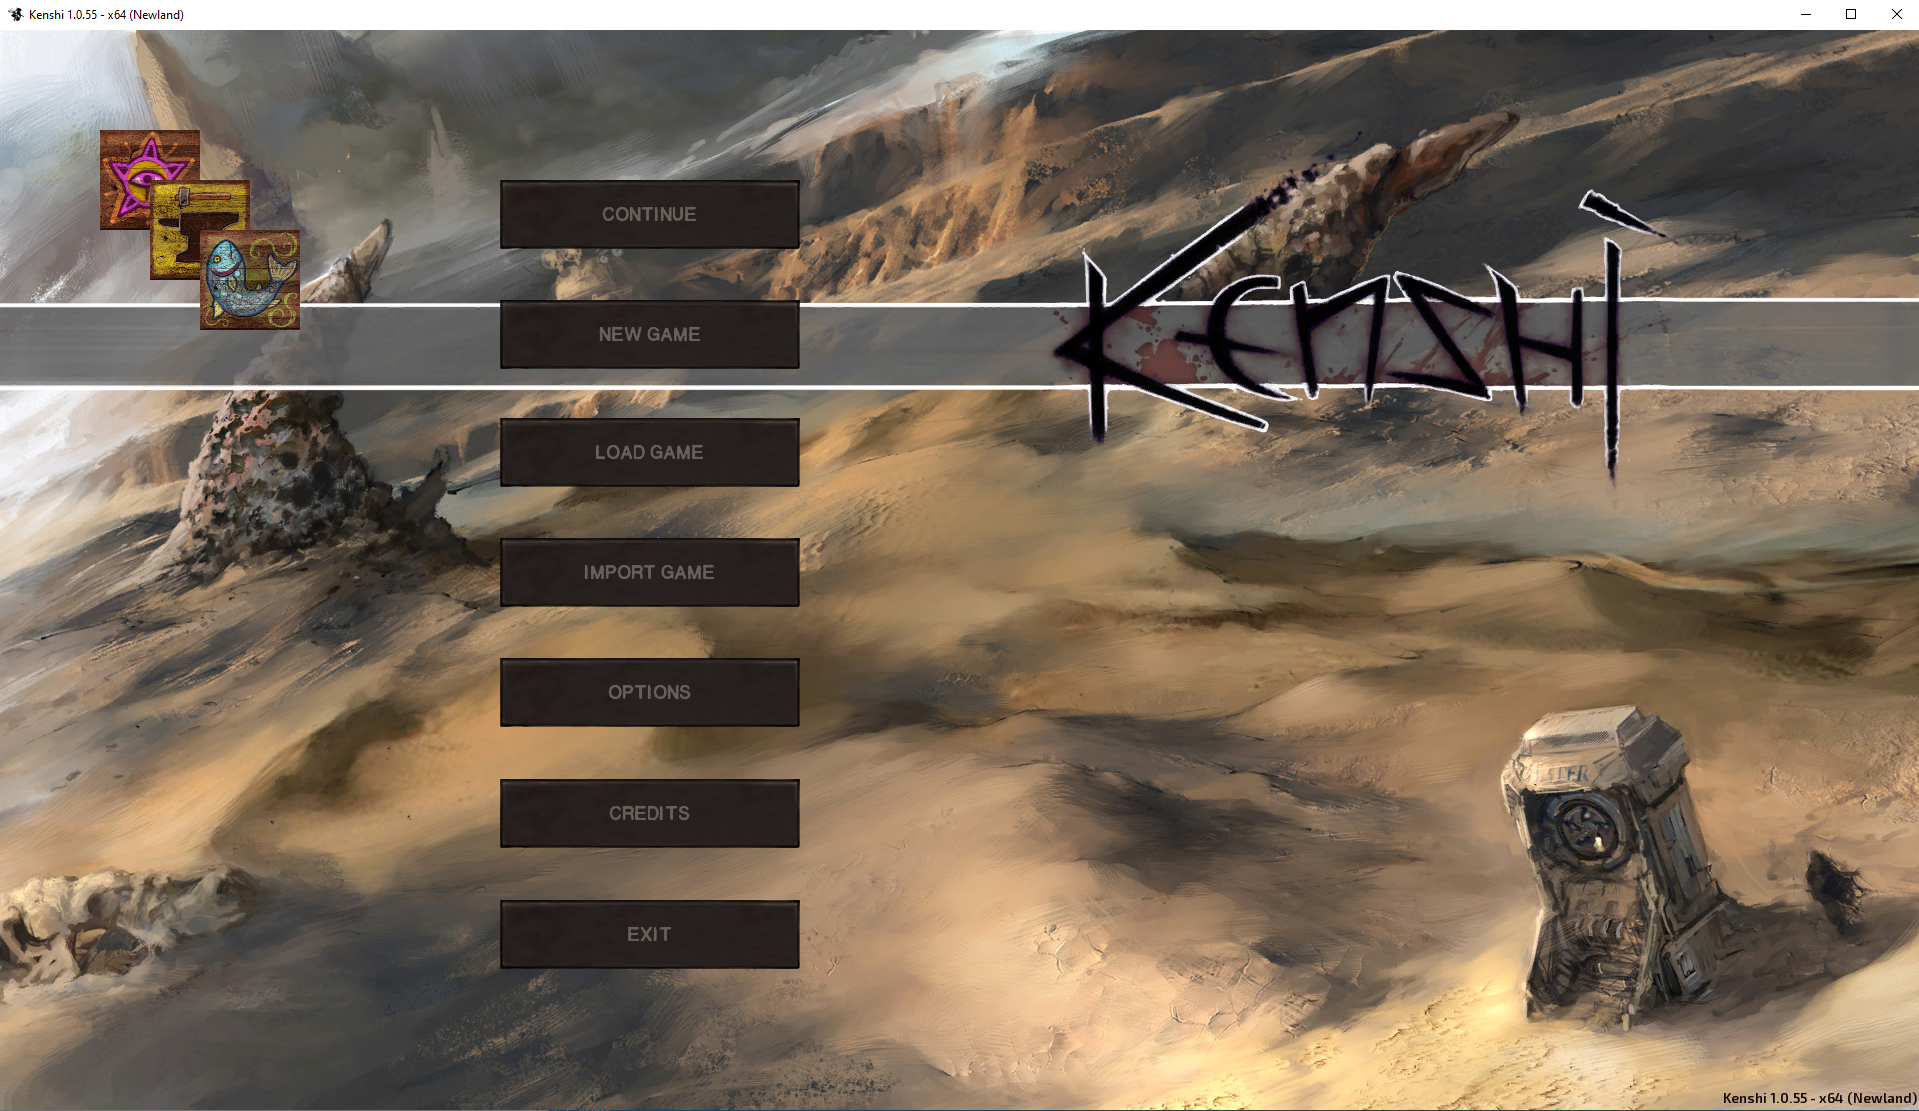 Kenshi 1.0.55 - x64 (Newland)
CONTINUE
NEW GAME
KENSHI
LOAD GAME
IMPORT GAME
OPTIONS
CREDITS
EXIT
Kenshi 1.0.55 - x64 (Newland)